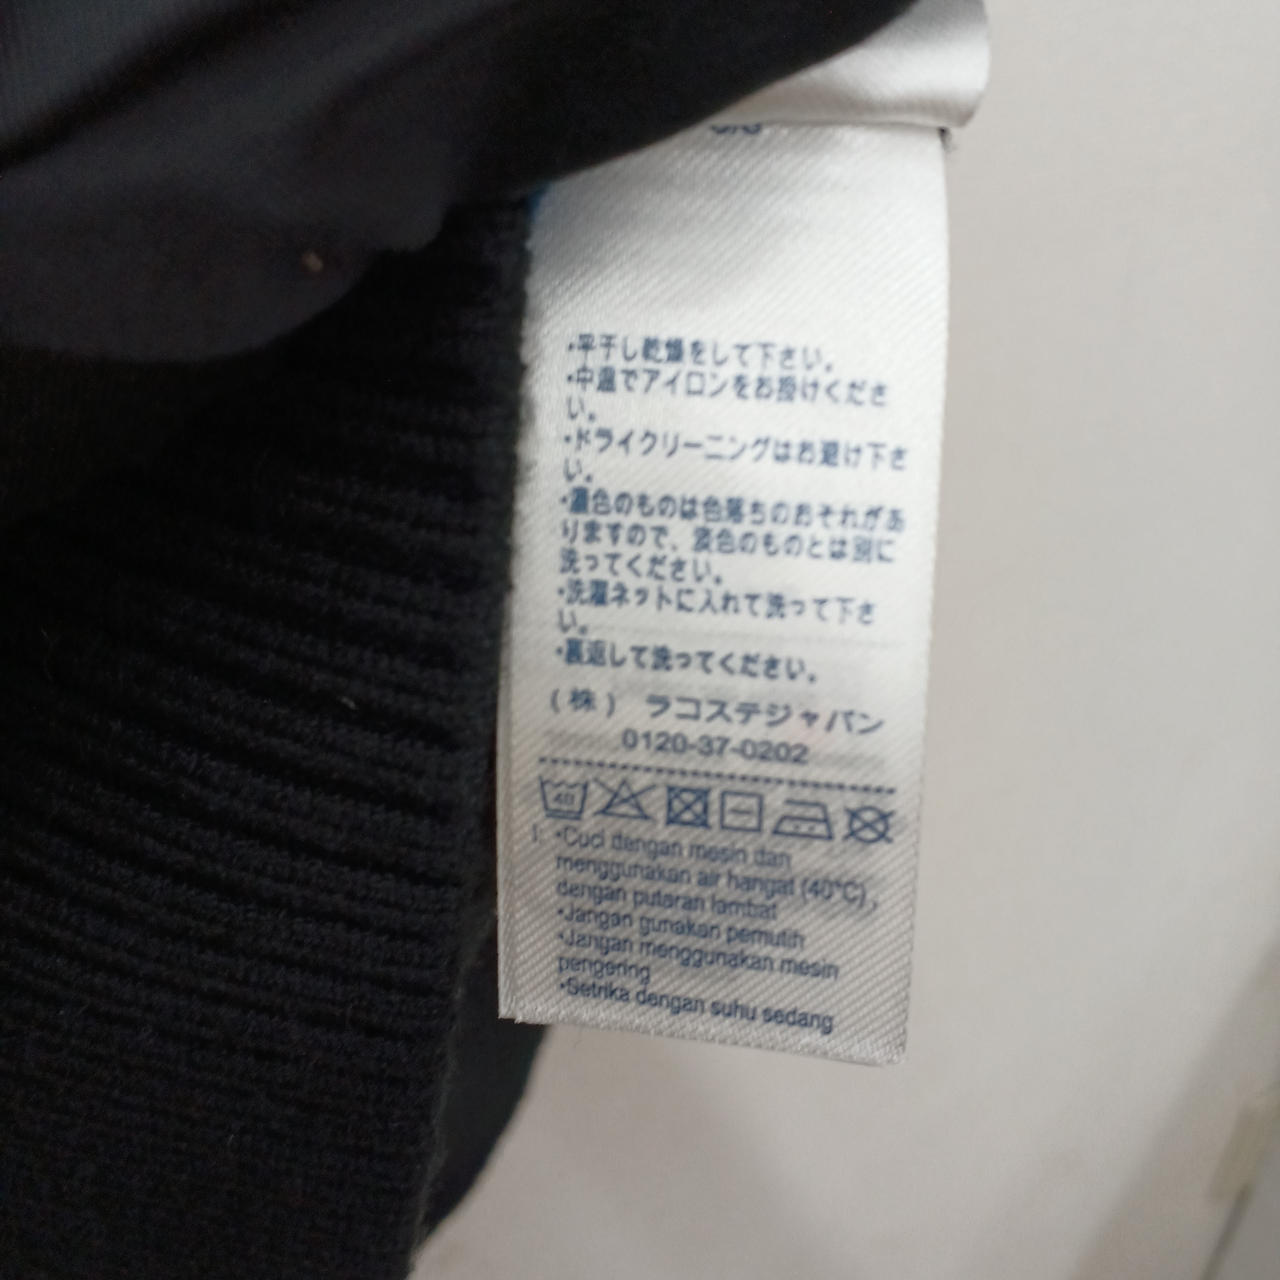 ・平干し乾燥をして下さい。
・中温でアイロンをお掛けくださ
い。
・ドライクリーニングはお避け下さ
い。
・濃色のものは色落ちのおそれがあ
りますので、淡色のものとは別に
洗ってください。
・洗濯ネットに入れて洗って下さ
い。
・裏返して洗ってください。
(株) ラコステジャパン
0120-37-0202
40
I: •Cuci dengan mesin dan
menggunakan air hangat (40°C),
dengan putaran lambat
•Jangan gunakan pemutih
•Jangan menggunakan mesin
pengering
•Setrika dengan suhu sedang